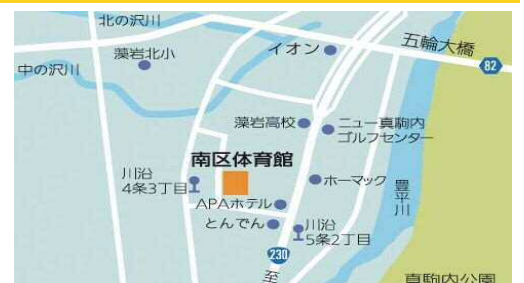 北の沢川
藻岩北小
イオン
五輪大橋
中の沢川
82
藻岩高校
ニュー真駒内
ゴルフセンター
南区体育館
川沿
4条3丁目
ホーマック
豊平川
APAホテル
とんでん
川沿
5条2丁目
230
至
真駒内公園